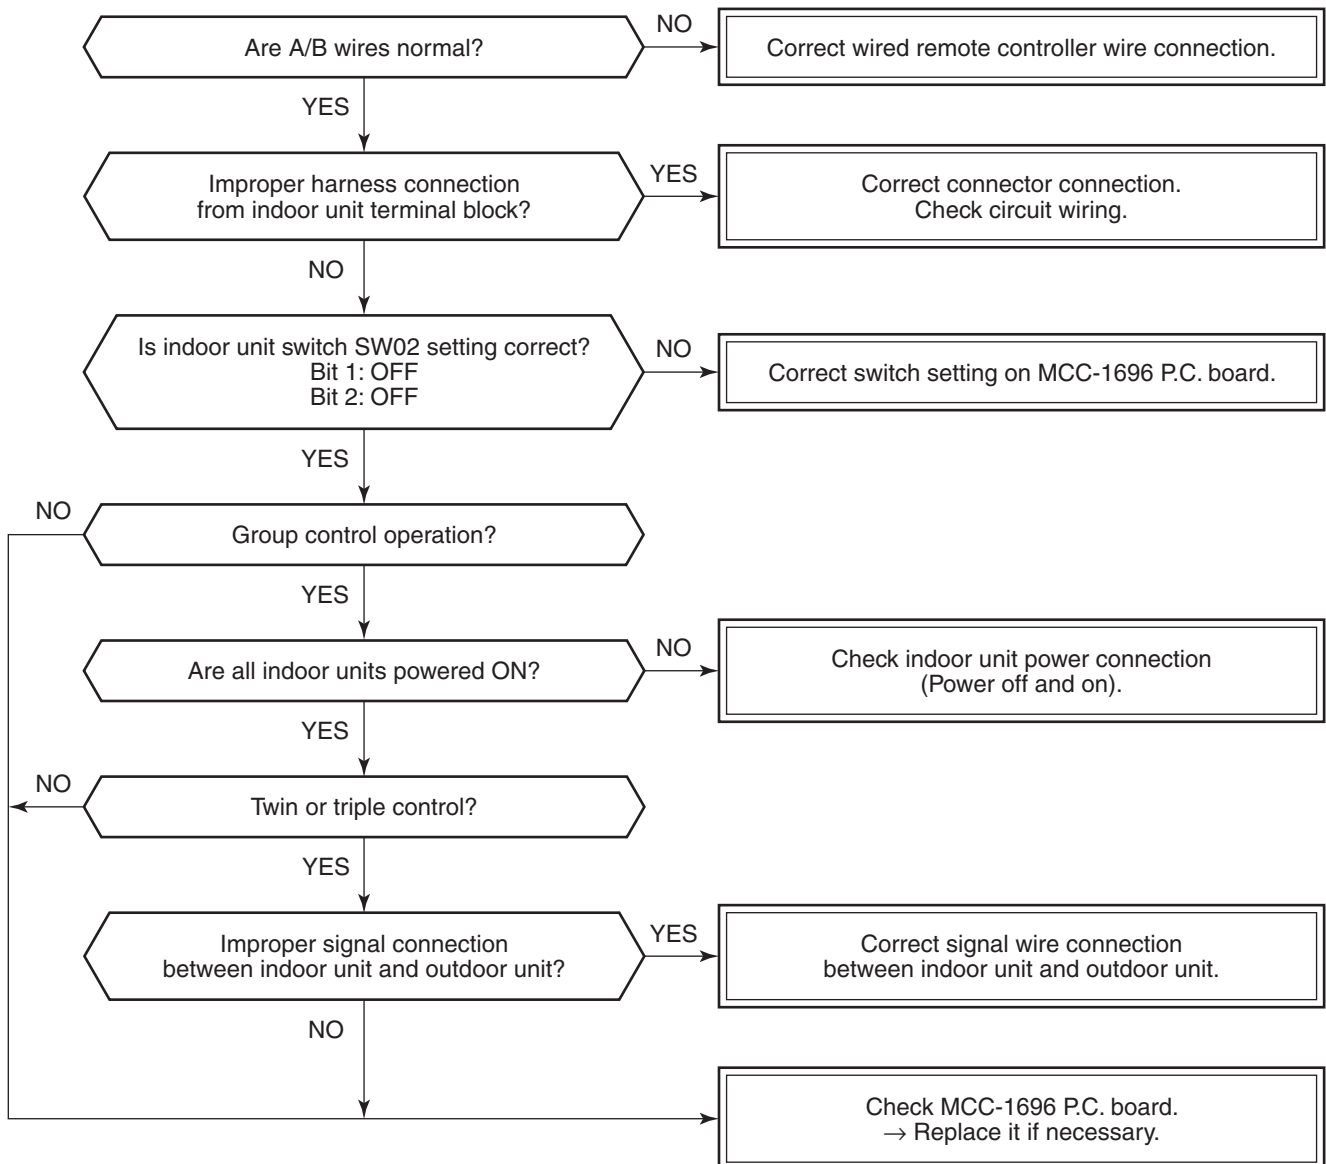 Are A/B wires normal?
NO
Correct wired remote controller wire connection.
YES
Improper harness connection
from indoor unit terminal block?
YES
Correct connector connection.
Check circuit wiring.
NO
Is indoor unit switch SW02 setting correct?
Bit 1: OFF
Bit 2: OFF
NO
Correct switch setting on MCC-1696 P.C. board.
YES
NO
Group control operation?
YES
Are all indoor units powered ON?
NO
Check indoor unit power connection
(Power off and on).
YES
NO
Twin or triple control?
YES
Improper signal connection
between indoor unit and outdoor unit?
YES
Correct signal wire connection
between indoor unit and outdoor unit.
NO
Check MCC-1696 P.C. board.
→ Replace it if necessary.